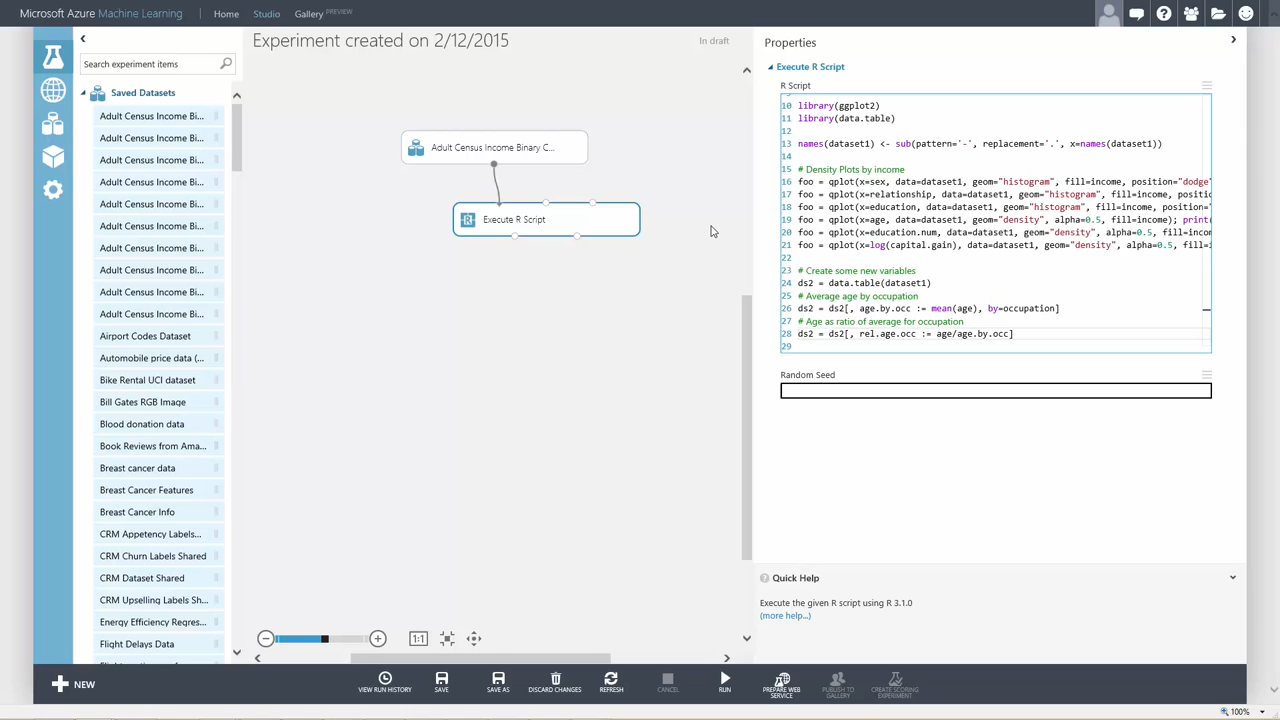 Microsoft Azure Machine Learning
Home
Studio
Gallery PREVIEW
Search experiment items
Saved Datasets
Adult Census Income Bi...
Adult Census Income Bi...
Adult Census Income Bi...
Adult Census Income Bi...
Adult Census Income Bi...
Adult Census Income Bi...
Adult Census Income Bi...
Adult Census Income Bi...
Adult Census Income Bi...
Adult Census Income Bi...
Airport Codes Dataset
Automobile price data (...
Bike Rental UCI dataset
Bill Gates RGB Image
Blood donation data
Book Reviews from Ama...
Breast cancer data
Breast Cancer Features
Breast Cancer Info
CRM Appetency Labels...
CRM Churn Labels Shared
CRM Dataset Shared
CRM Upselling Labels Sh...
Energy Efficiency Regres...
Flight Delays Data
Experiment created on 2/12/2015
In draft
Adult Census Income Binary C...
Execute R Script
1:1
Properties
Execute R Script
R Script
10 library(ggplot2)
11 library(data.table)
12
13 names(dataset1) <- sub(pattern='-', replacement='.', x=names(dataset1))
14
15 # Density Plots by income
16 foo = qplot(x=sex, data=dataset1, geom="histogram", fill=income, position="dodge"
17 foo = qplot(x=relationship, data=dataset1, geom="histogram", fill=income, positio
18 foo = qplot(x=education, data=dataset1, geom="histogram", fill=income, position=
19 foo = qplot(x=age, data=dataset1, geom="density", alpha=0.5, fill=income); print(
20 foo = qplot(x=education.num, data=dataset1, geom="density", alpha=0.5, fill=incom
21 foo = qplot(x=log(capital.gain), data=dataset1, geom="density", alpha=0.5, fill=i
22
23 # Create some new variables
24 ds2 = data.table(dataset1)
25 # Average age by occupation
26 ds2 = ds2[, age.by.occ := mean(age), by=occupation]
27 # Age as ratio of average for occupation
28 ds2 = ds2[, rel.age.occ := age/age.by.occ]
29
Random Seed
Quick Help
Execute the given R script using R 3.1.0
(more help...)
NEW
VIEW RUN HISTORY
SAVE
SAVE AS
DISCARD CHANGES
REFRESH
CANCEL
RUN
PREPARE WEB SERVICE
PUBLISH TO GALLERY
CREATE SCORING EXPERIMENT
100%